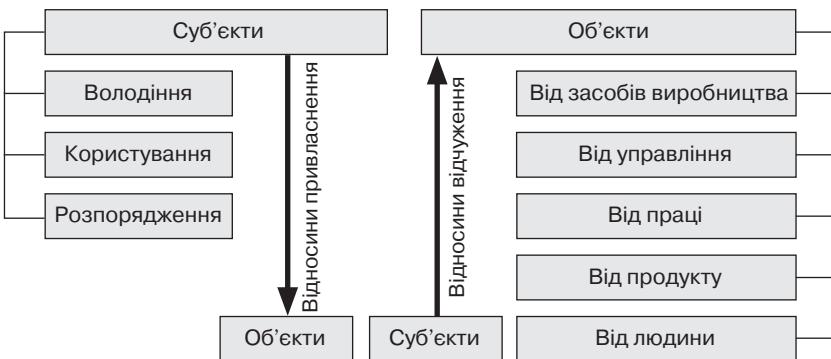 Суб’єкти
Володіння
Користування
Розпорядження
Відносини привласнення
Об’єкти
Об’єкти
Від засобів виробництва
Від управління
Від праці
Від продукту
Від людини
Відносини відчуження
Суб’єкти